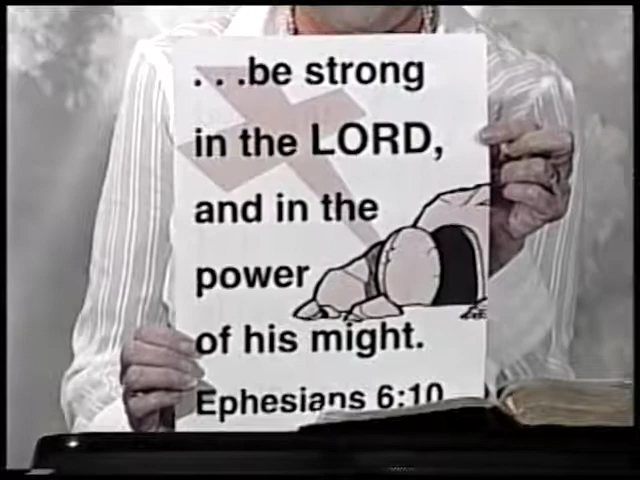 . . .be strong
in the LORD,
and in the
power
of his might.
Ephesians 6:10